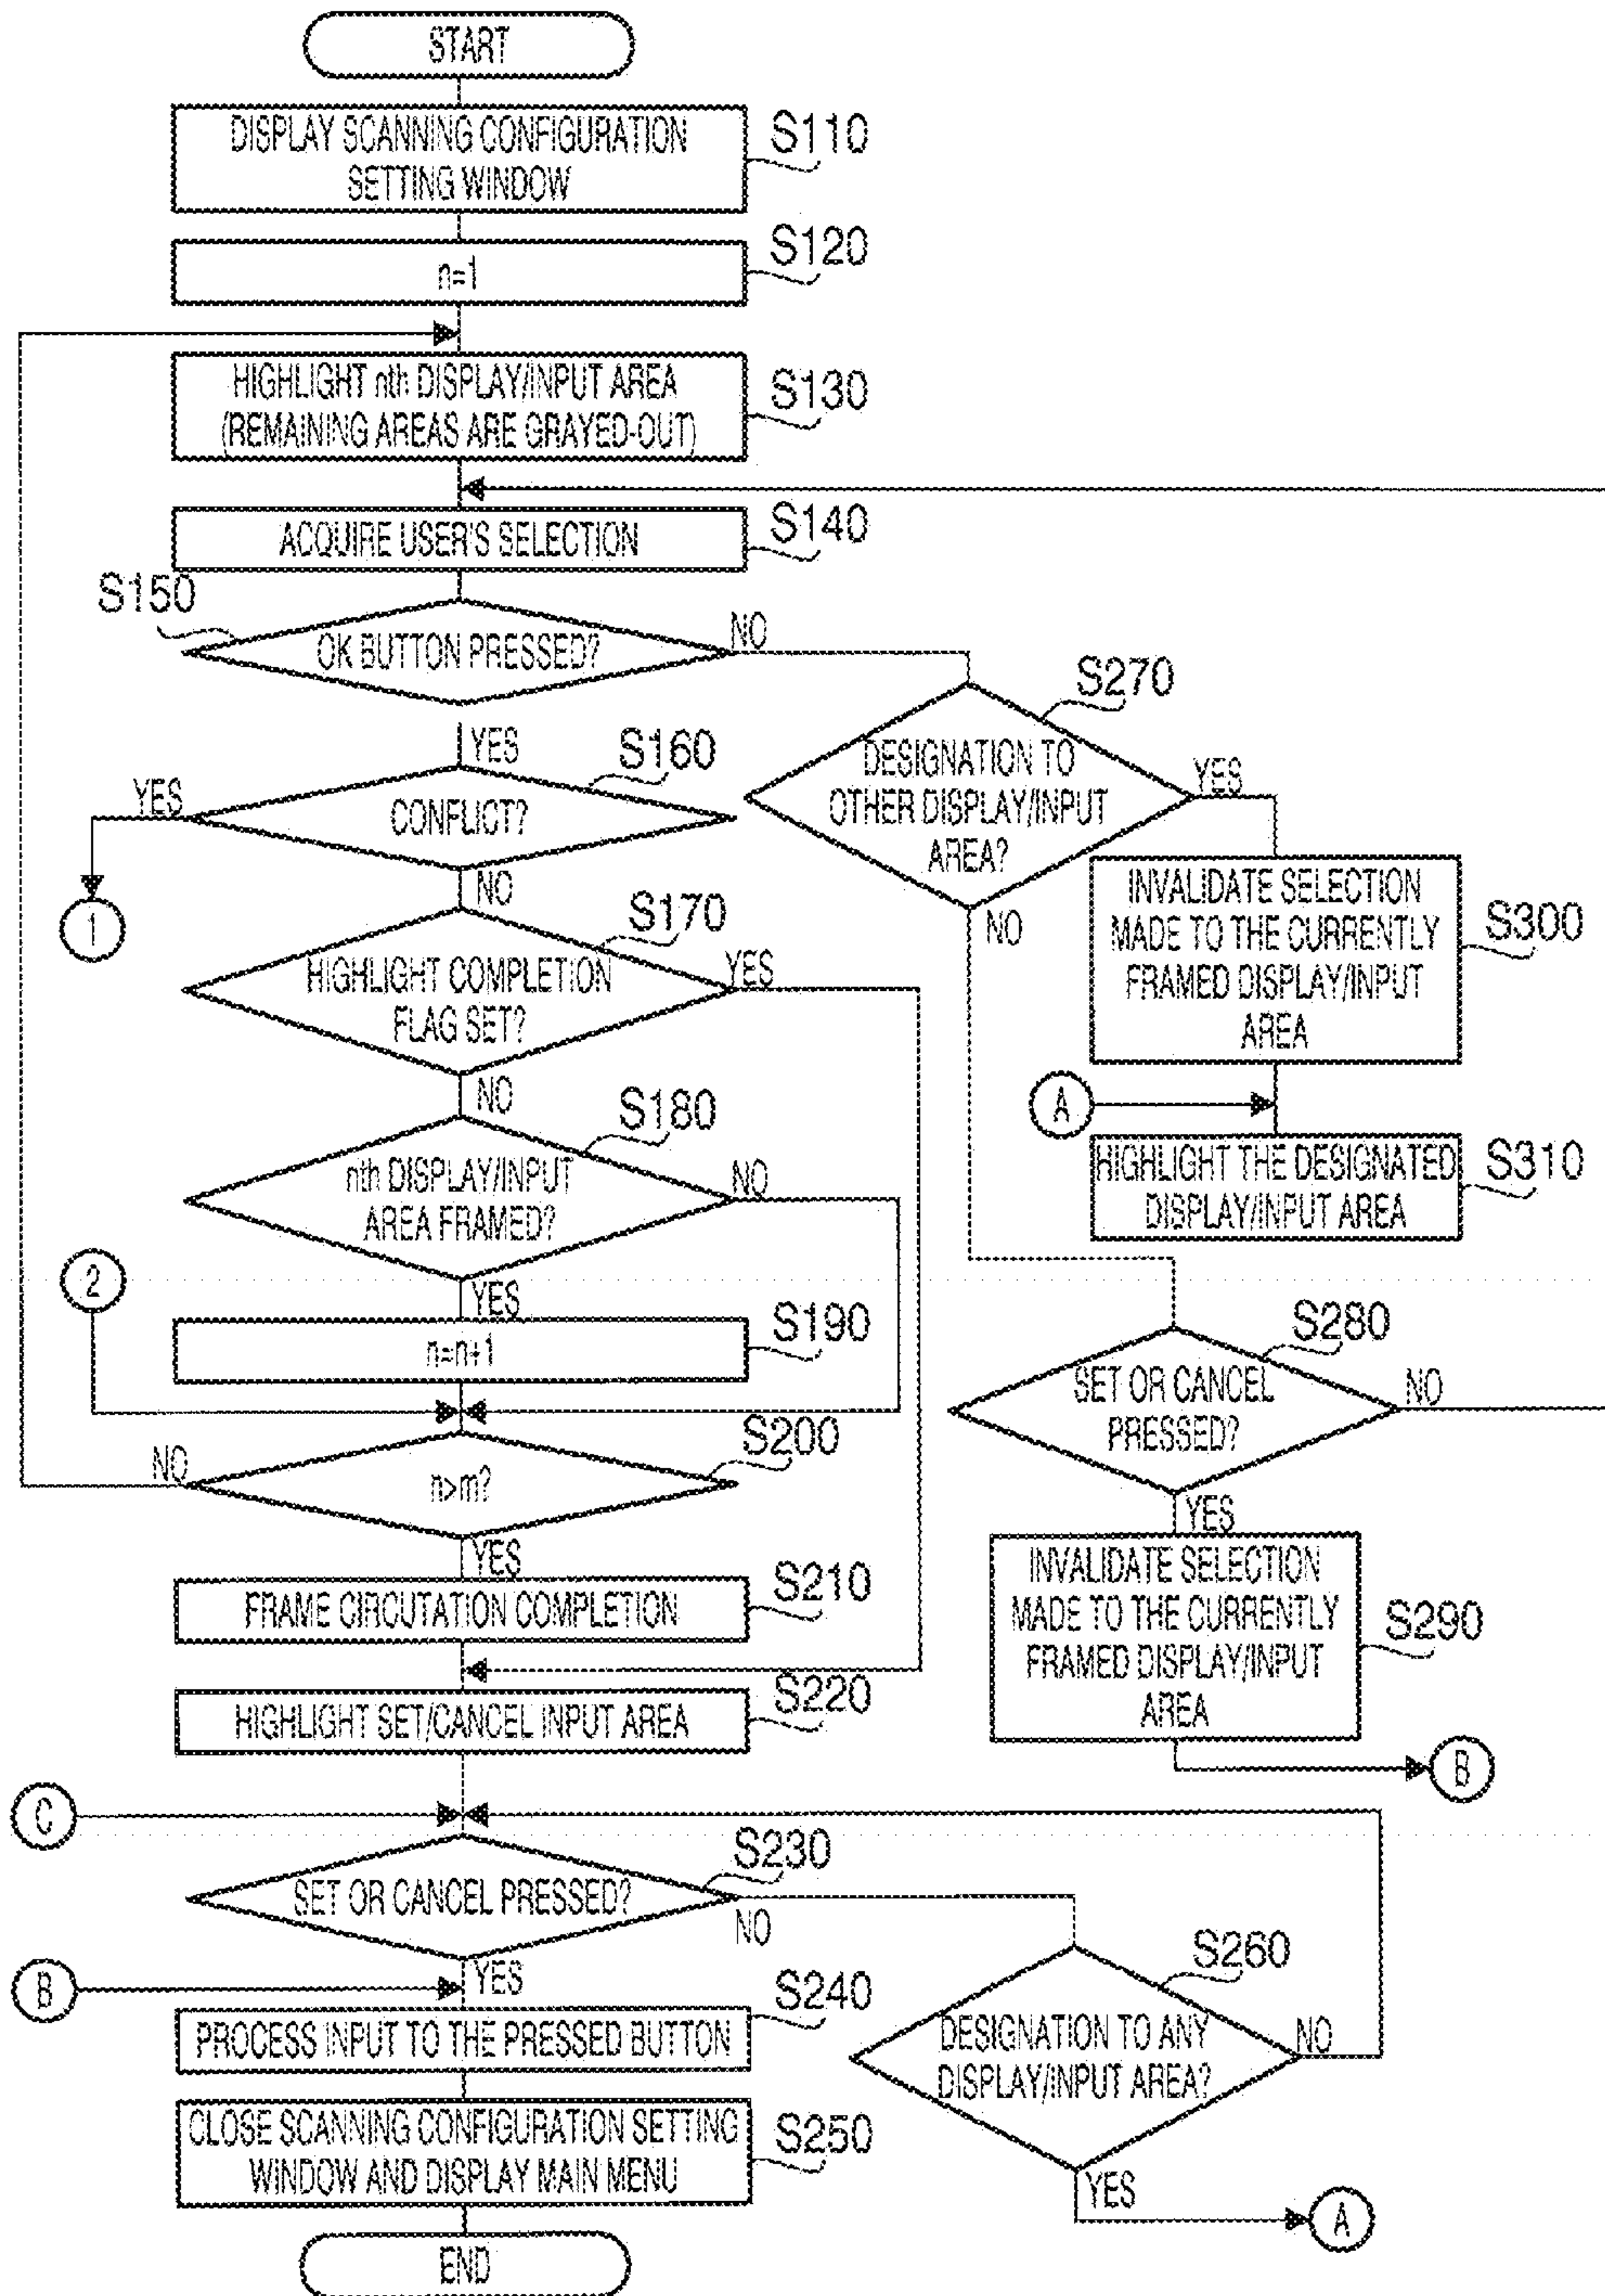 START
DISPLAY SCANNING CONFIGURATION
SETTING WINDOW
S110
n=1
S120
HIGHLIGHT nth DISPLAY/INPUT AREA
(REMAINING AREAS ARE GRAYED-OUT)
S130
ACQUIRE USER'S SELECTION
S140
S150
OK BUTTON PRESSED?
NO
YES
S160
CONFLICT?
YES
NO
1
S170
HIGHLIGHT COMPLETION
FLAG SET?
YES
NO
S180
nth DISPLAY/INPUT
AREA FRAMED?
NO
YES
2
n=n+1
S190
S200
n>m?
NO
YES
FRAME CIRCUTATION COMPLETION
S210
HIGHLIGHT SET/CANCEL INPUT AREA
S220
C
S230
SET OR CANCEL PRESSED?
NO
YES
B
PROCESS INPUT TO THE PRESSED BUTTON
S240
CLOSE SCANNING CONFIGURATION SETTING
WINDOW AND DISPLAY MAIN MENU
S250
END
S260
DESIGNATION TO ANY
DISPLAY/INPUT AREA?
NO
YES
A
S270
DESIGNATION TO
OTHER DISPLAY/INPUT
AREA?
YES
NO
INVALIDATE SELECTION
MADE TO THE CURRENTLY
FRAMED DISPLAY/INPUT
AREA
S300
A
HIGHLIGHT THE DESIGNATED
DISPLAY/INPUT AREA
S310
S280
SET OR CANCEL
PRESSED?
NO
YES
INVALIDATE SELECTION
MADE TO THE CURRENTLY
FRAMED DISPLAY/INPUT
AREA
S290
B